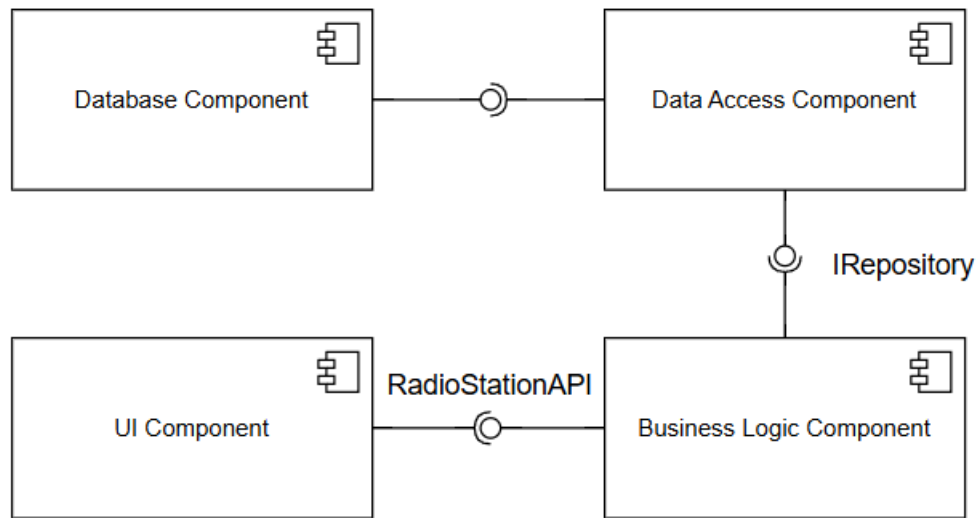 Database Component
Data Access Component
IRepository
RadioStationAPI
UI Component
Business Logic Component